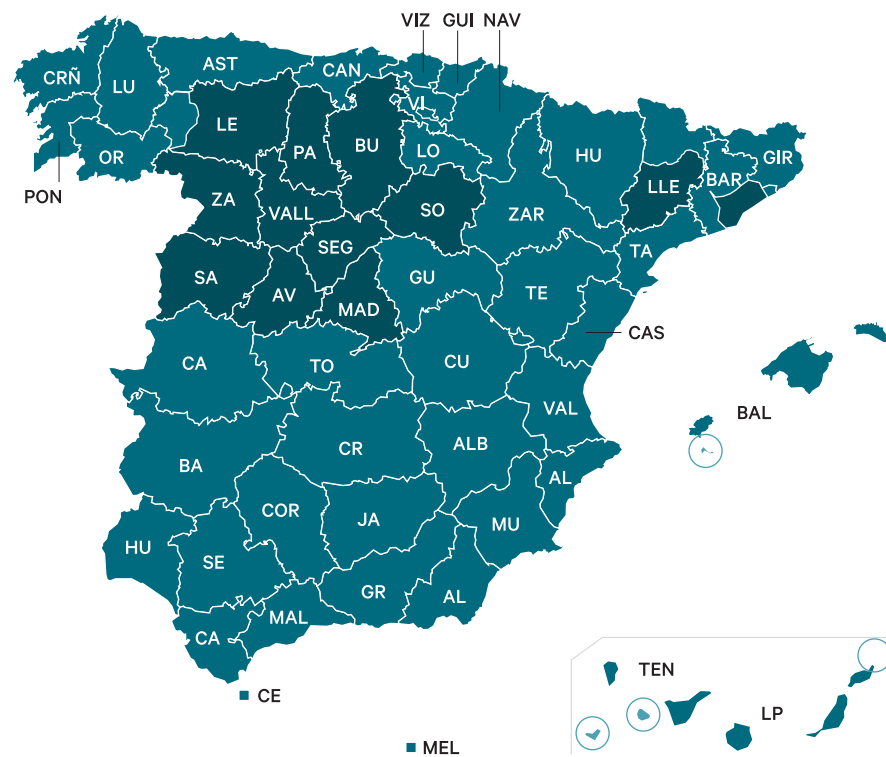 VIZ GUI NAV
CRÑ LU AST CAN
LE PA BU VI
OR LO HU GIR
PON ZA VALL SO ZAR LLE BAR
SEG
SA AV MAD GU TE TA
CAS
CA TO CU
VAL BAL
BA CR ALB AL
COR JA MU
HU SE
GR AL
CA MAL
CE TEN
LP
MEL